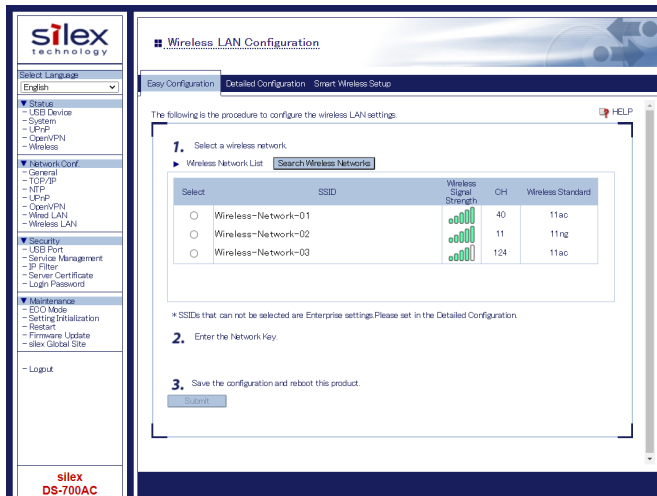 silex
technology
Select Language
English
▼ Status
- USB Device
- System
- UPnP
- OpenVPN
- Wireless
▼ Network Conf.
- General
- TCP/IP
- NTP
- UPnP
- OpenVPN
- Wired LAN
- Wireless LAN
▼ Security
- USB Port
- Service Management
- IP Filter
- Server Certificate
- Login Password
▼ Maintenance
- ECO Mode
- Setting Initialization
- Restart
- Firmware Update
- silex Global Site
- Logout
silex
DS-700AC
Wireless LAN Configuration
Easy Configuration Detailed Configuration Smart Wireless Setup
The following is the procedure to configure the wireless LAN settings.
HELP
1. Select a wireless network.
Wireless Network List Search Wireless Networks
Select SSID Wireless Signal Strength CH Wireless Standard
Wireless-Network-01 40 11ac
Wireless-Network-02 11 11ng
Wireless-Network-03 124 11ac
* SSIDs that can not be selected are Enterprise settings.Please set in the Detailed Configuration.
2. Enter the Network Key.
3. Save the configuration and reboot this product.
Submit